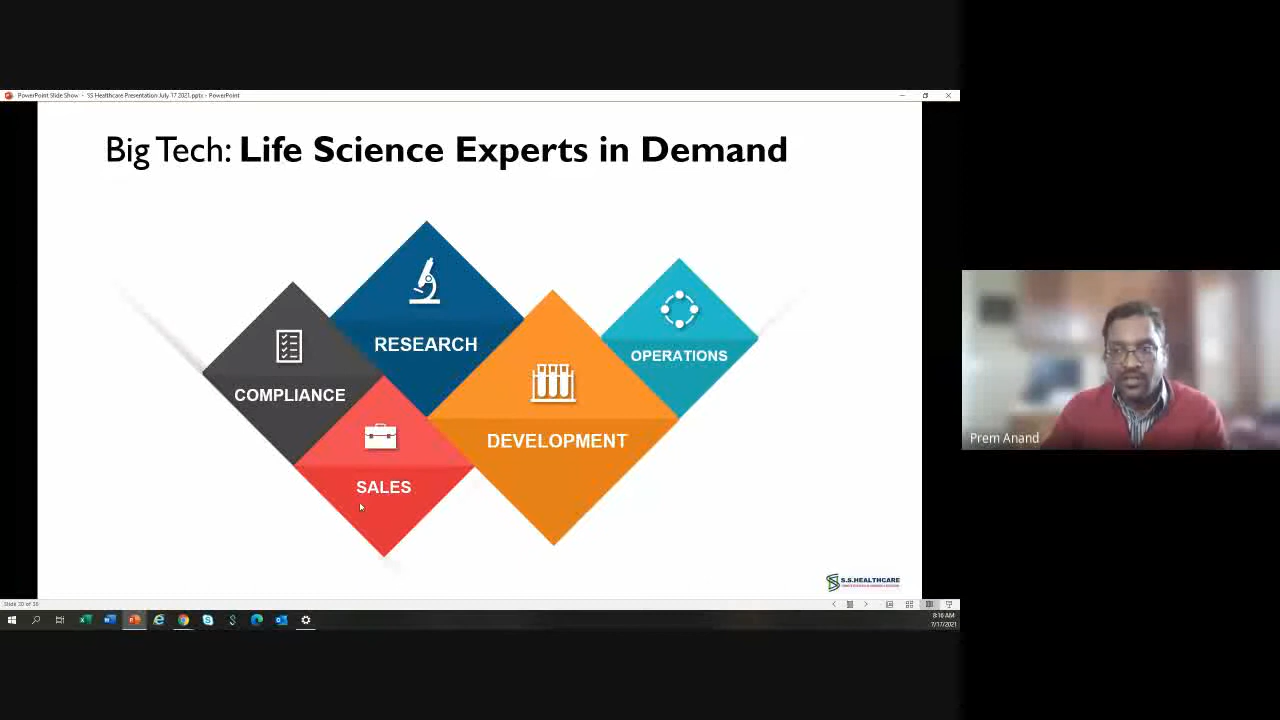 PowerPoint Slide Show - SS Healthcare Presentation July 17 2021.pptx - PowerPoint
Big Tech: Life Science Experts in Demand
RESEARCH
OPERATIONS
COMPLIANCE
DEVELOPMENT
SALES
Prem Anand
S.S.HEALTHCARE
8:16 AM
7/17/2021